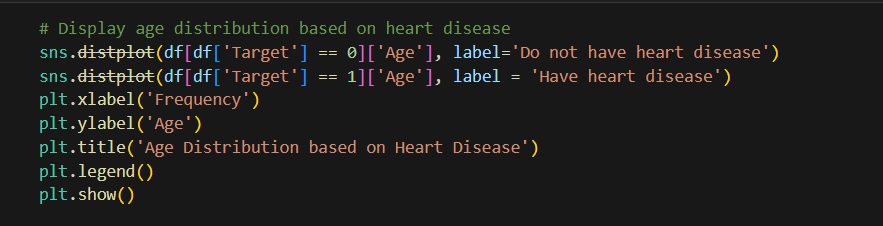 # Display age distribution based on heart disease
sns.distplot(df[df['Target'] == 0]['Age'], label='Do not have heart disease')
sns.distplot(df[df['Target'] == 1]['Age'], label = 'Have heart disease')
plt.xlabel('Frequency')
plt.ylabel('Age')
plt.title('Age Distribution based on Heart Disease')
plt.legend()
plt.show()